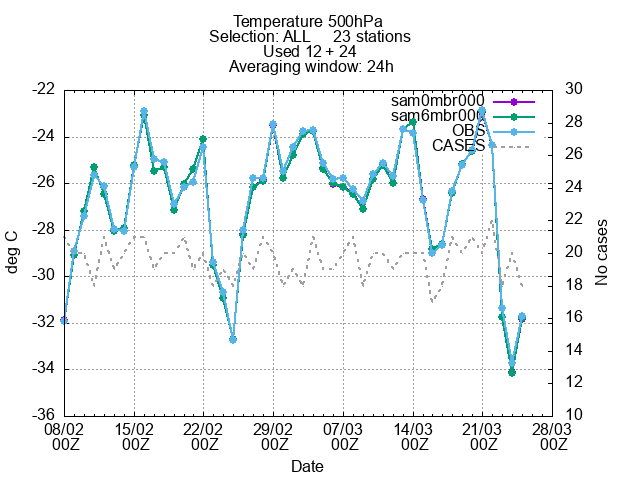 Temperature 500hPa
Selection: ALL 23 stations
Used 12 + 24
Averaging window: 24h
-22
-24
-26
-28
-30
-32
-34
-36
deg C
30
28
26
24
22
20
18
16
14
12
10
No cases
sam0mbr000
sam6mbr000
OBS
CASES
08/02 15/02 22/02 29/02 07/03 14/03 21/03 28/03
00Z 00Z 00Z 00Z 00Z 00Z 00Z 00Z
Date